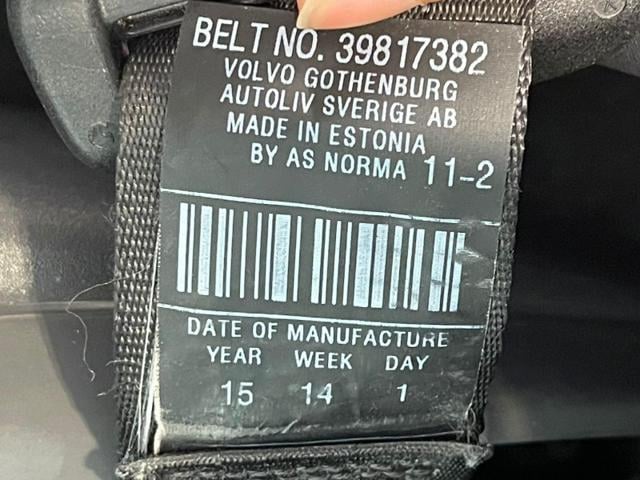 BELT NO. 39817382
VOLVO GOTHENBURG
AUTOLIV SVERIGE AB
MADE IN ESTONIA
BY AS NORMA 11-2
DATE OF MANUFACTURE
YEAR WEEK DAY
15 14 1